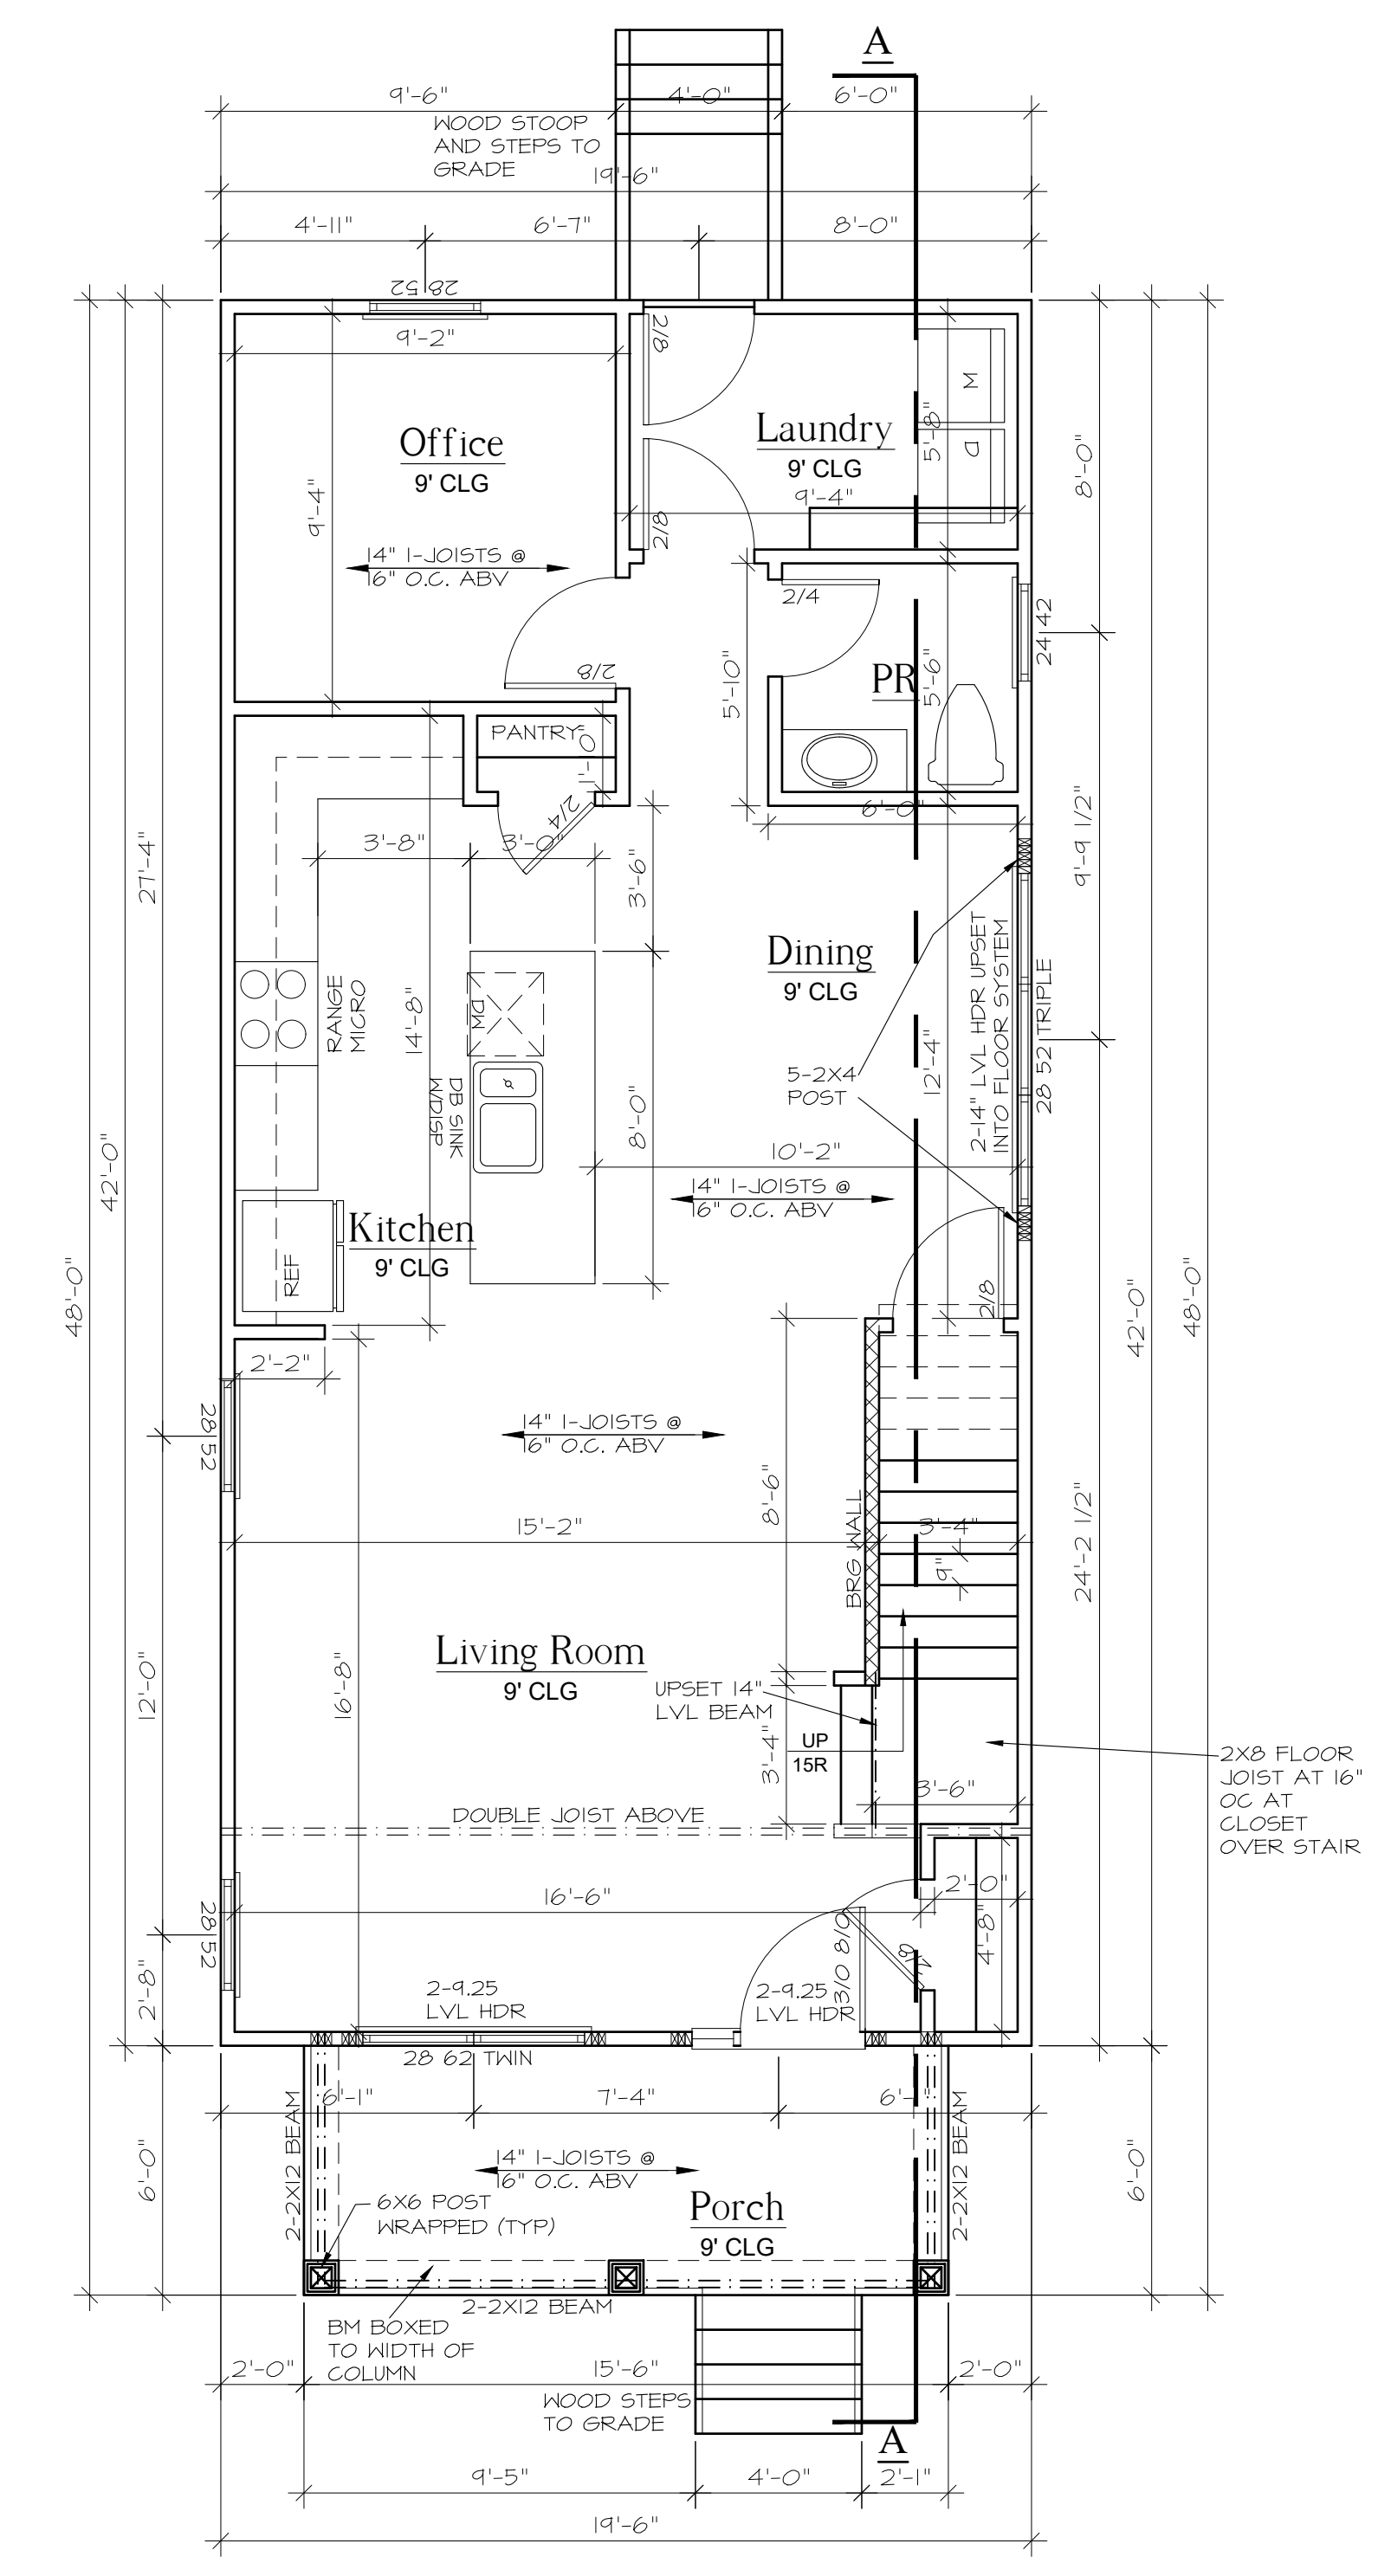 A
9'-6"
4'-0"
6'-0"
WOOD STOOP
AND STEPS TO
GRADE
19'-6"
4'-11"
6'-7"
8'-0"
28 52
9'-2"
2/8
M
Office
9' CLG
Laundry
9' CLG
5'-8"
D
8'-0"
9'-4"
9'-4"
2/8
14" I-JOISTS @
16" O.C. ABV
2/4
24 42
2/8
5'-10"
PR
5'-6"
PANTRY
1'-0"
2/4
6'-0"
27'-4"
3'-8"
3'-0"
3'-6"
9'-9 1/2"
Dining
9' CLG
RANGE
MICRO
14'-8"
DW
2-14" LVL HDR UPSET
INTO FLOOR SYSTEM
28 52 TRIPLE
12'-4"
5-2X4
POST
DB SINK
W/DISP
8'-0"
10'-2"
14" I-JOISTS @
16" O.C. ABV
42'-0"
48'-0"
Kitchen
9' CLG
REF
2/8
42'-0"
48'-0"
2'-2"
28 52
14" I-JOISTS @
16" O.C. ABV
8'-6"
15'-2"
BRG WALL
3'-4"
9"
24'-2 1/2"
Living Room
9' CLG
12'-0"
16'-8"
UPSET 14"
LVL BEAM
3'-4"
UP
15R
2X8 FLOOR
JOIST AT 16"
OC AT
CLOSET
OVER STAIR
3'-6"
DOUBLE JOIST ABOVE
16'-6"
2'-0"
28 52
3/0 8/0
4'-8"
2'-8"
2-9.25
LVL HDR
2-9.25
LVL HDR
28 62 TWIN
6'-1"
7'-4"
2-2X12 BEAM
2-2X12 BEAM
14" I-JOISTS @
16" O.C. ABV
6'-0"
6'-0"
6X6 POST
WRAPPED (TYP)
Porch
9' CLG
2-2X12 BEAM
BM BOXED
TO WIDTH OF
COLUMN
2'-0"
15'-6"
2'-0"
WOOD STEPS
TO GRADE
A
9'-5"
4'-0"
2'-1"
19'-6"